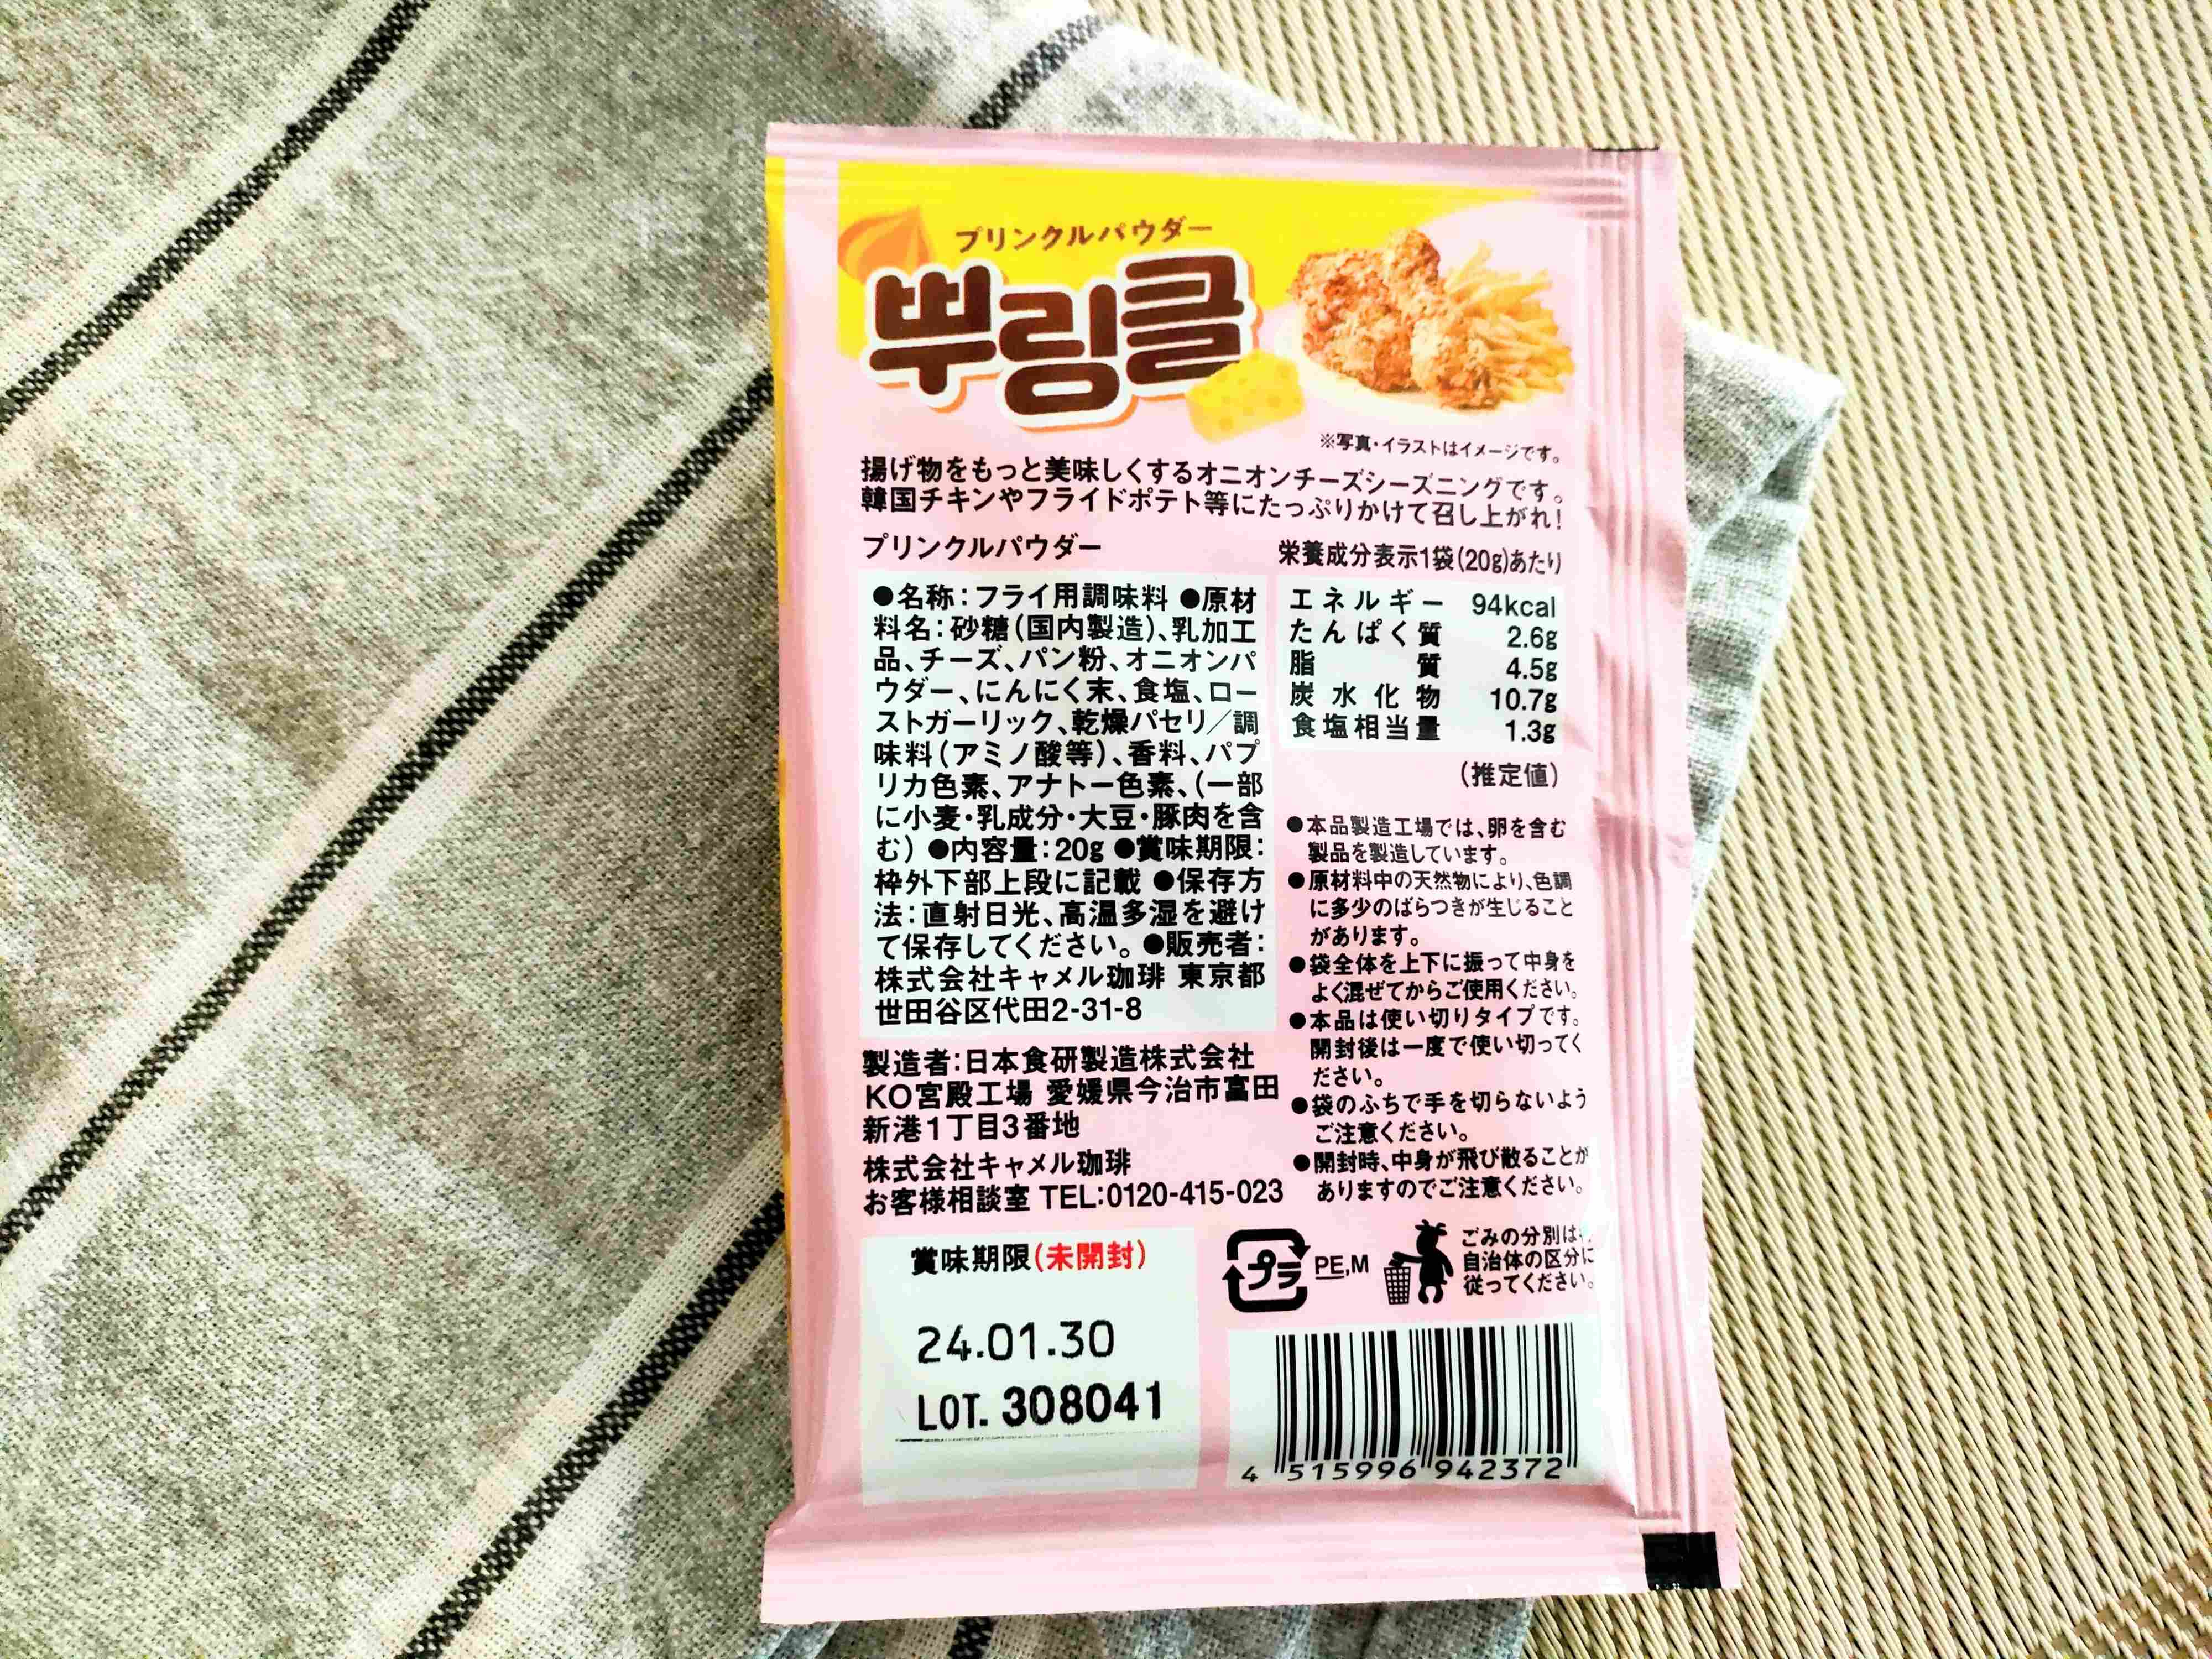 プリンクルパウダー
뿌링클
※写真・イラストはイメージです。
揚げ物をもっと美味しくするオニオンチーズシーズニングです。
韓国チキンやフライドポテト等にたっぷりかけて召し上がれ!
プリンクルパウダー
●名称:フライ用調味料 ●原材
料名:砂糖(国内製造)、乳加工
品、チーズ、パン粉、オニオンパ
ウダー、にんにく末、食塩、ロー
ストガーリック、乾燥パセリ/調
味料(アミノ酸等)、香料、パプ
リカ色素、アナトー色素、(一部
に小麦・乳成分・大豆・豚肉を含
む) ●内容量:20g ●賞味期限:
枠外下部上段に記載 ●保存方
法:直射日光、高温多湿を避け
て保存してください。●販売者:
株式会社キャメル珈琲 東京都
世田谷区代田2-31-8
製造者:日本食研製造株式会社
KO宮殿工場 愛媛県今治市富田
新港1丁目3番地
株式会社キャメル珈琲
お客様相談室 TEL:0120-415-023
栄養成分表示1袋(20g)あたり
エネルギー 94kcal
たんぱく質 2.6g
脂質 4.5g
炭水化物 10.7g
食塩相当量 1.3g
(推定値)
●本品製造工場では、卵を含む
製品を製造しています。
●原材料中の天然物により、色調
に多少のばらつきが生じること
があります。
●袋全体を上下に振って中身を
よく混ぜてからご使用ください。
●本品は使い切りタイプです。
開封後は一度で使い切ってく
ださい。
●袋のふちで手を切らないよう
ご注意ください。
●開封時、中身が飛び散ることが
ありますのでご注意ください。
賞味期限(未開封)
24.01.30
LOT. 308041
プラ
PE,M
ごみの分別は
自治体の区分に
従ってください。
4 515996 942372